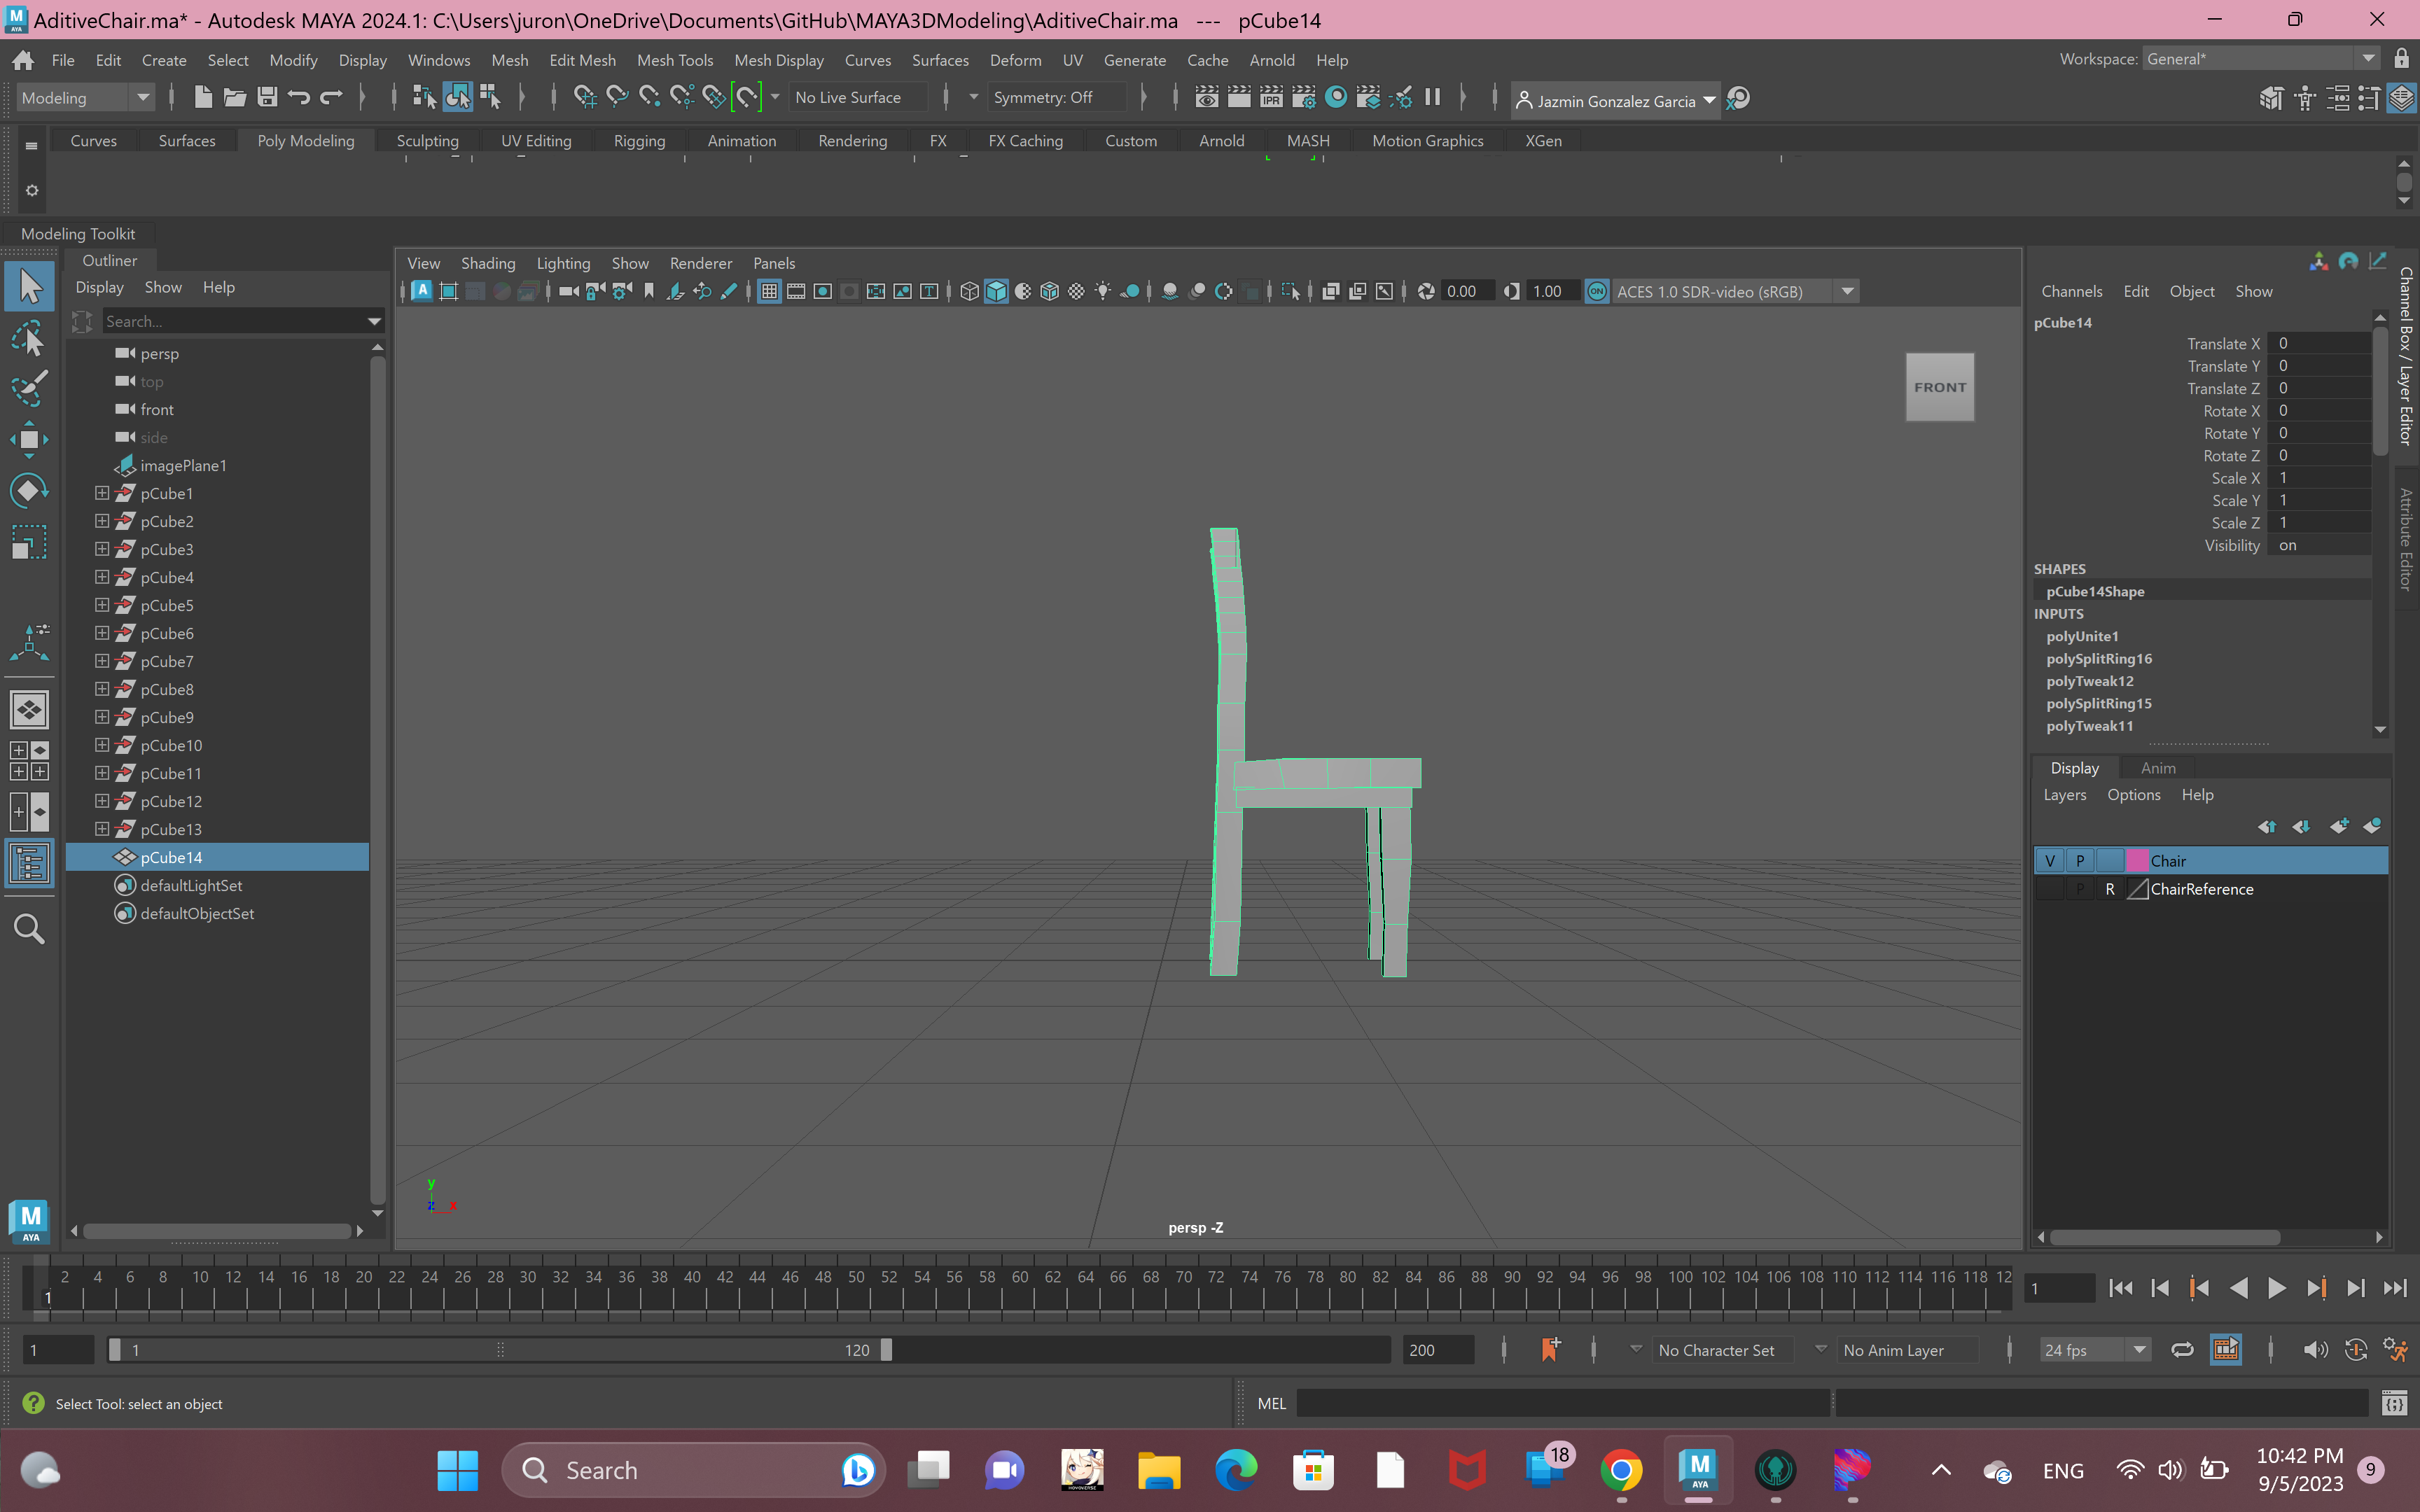 AditiveChair.ma* - Autodesk MAYA 2024.1: C:\Users\juron\OneDrive\Documents\GitHub\MAYA3DModeling\AditiveChair.ma --- pCube14
File Edit Create Select Modify Display Windows Mesh Edit Mesh Mesh Tools Mesh Display Curves Surfaces Deform UV Generate Cache Arnold Help
Workspace: General*
Modeling
No Live Surface
Symmetry: Off
IPR
Jazmin Gonzalez Garcia
Curves Surfaces Poly Modeling Sculpting UV Editing Rigging Animation Rendering FX FX Caching Custom Arnold MASH Motion Graphics XGen
Modeling Toolkit
Outliner
Display Show Help
Search...
persp
top
front
side
imagePlane1
pCube1
pCube2
pCube3
pCube4
pCube5
pCube6
pCube7
pCube8
pCube9
pCube10
pCube11
pCube12
pCube13
pCube14
defaultLightSet
defaultObjectSet
View Shading Lighting Show Renderer Panels
0.00
1.00
ON
ACES 1.0 SDR-video (sRGB)
FRONT
y
z x
persp -Z
Channels Edit Object Show
pCube14
Translate X 0
Translate Y 0
Translate Z 0
Rotate X 0
Rotate Y 0
Rotate Z 0
Scale X 1
Scale Y 1
Scale Z 1
Visibility on
SHAPES
pCube14Shape
INPUTS
polyUnite1
polySplitRing16
polyTweak12
polySplitRing15
polyTweak11
Channel Box / Layer Editor
Attribute Editor
Display Anim
Layers Options Help
V P Chair
P R ChairReference
M
AYA
2 4 6 8 10 12 14 16 18 20 22 24 26 28 30 32 34 36 38 40 42 44 46 48 50 52 54 56 58 60 62 64 66 68 70 72 74 76 78 80 82 84 86 88 90 92 94 96 98 100 102 104 106 108 110 112 114 116 118 12
1
1
1
1
120
200
No Character Set
No Anim Layer
24 fps
Select Tool: select an object
MEL
Search
18
ENG
10:42 PM
9/5/2023
9